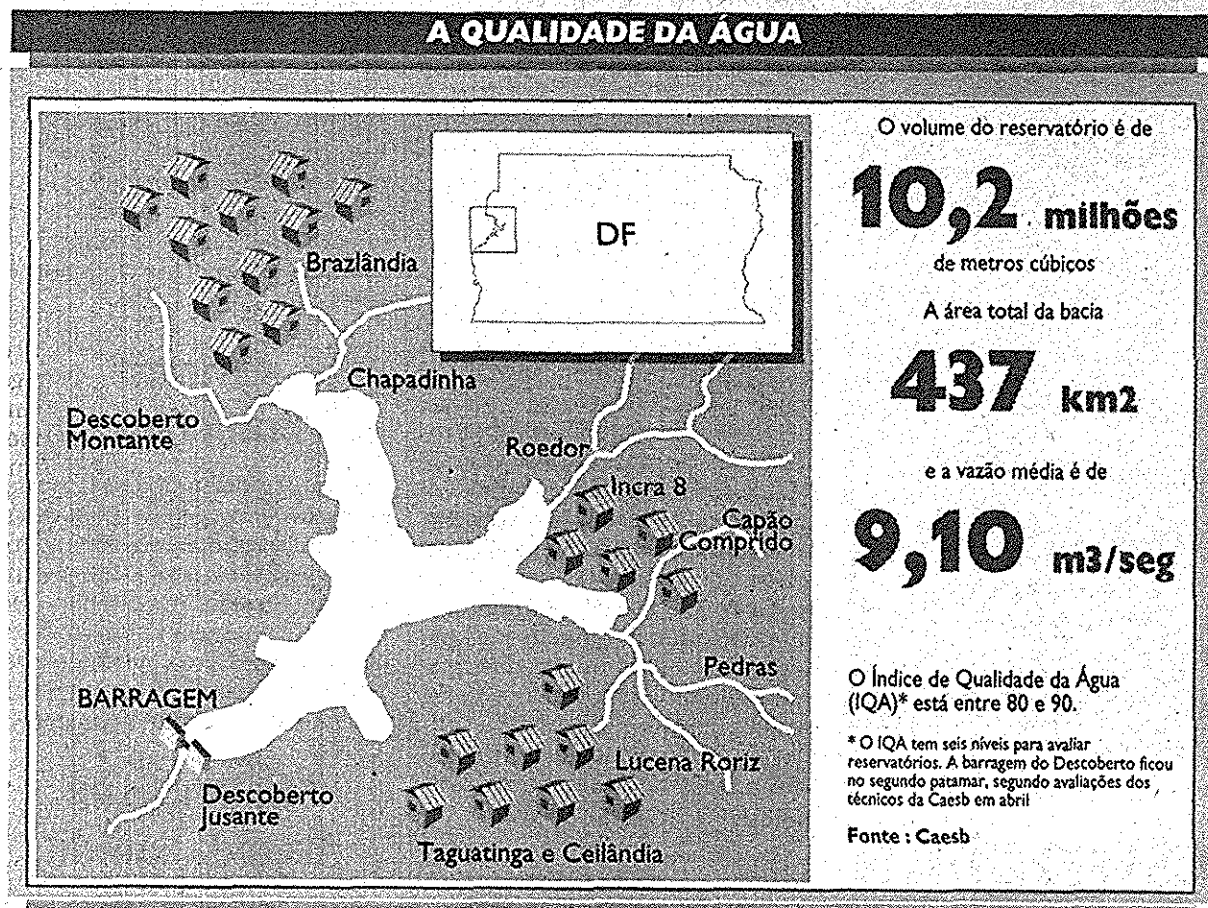 A QUALIDADE DA ÁGUA
DF
Brazlândia
Chapadinha
Descoberto
Montante
Roedor
Incra 8
Capão
Comprido
Pedras
BARRAGEM
Lucena Roriz
Descoberto
Jusante
Taguatinga e Ceilândia
O volume do reservatório é de
10,2 milhões
de metros cúbicos
A área total da bacia
437 km2
e a vazão média é de
9,10 m3/seg
O Índice de Qualidade da Água
(IQA)* está entre 80 e 90.
* O IQA tem seis níveis para avaliar
reservatórios. A barragem do Descoberto ficou
no segundo patamar, segundo avaliações dos
técnicos da Caesb em abril
Fonte : Caesb